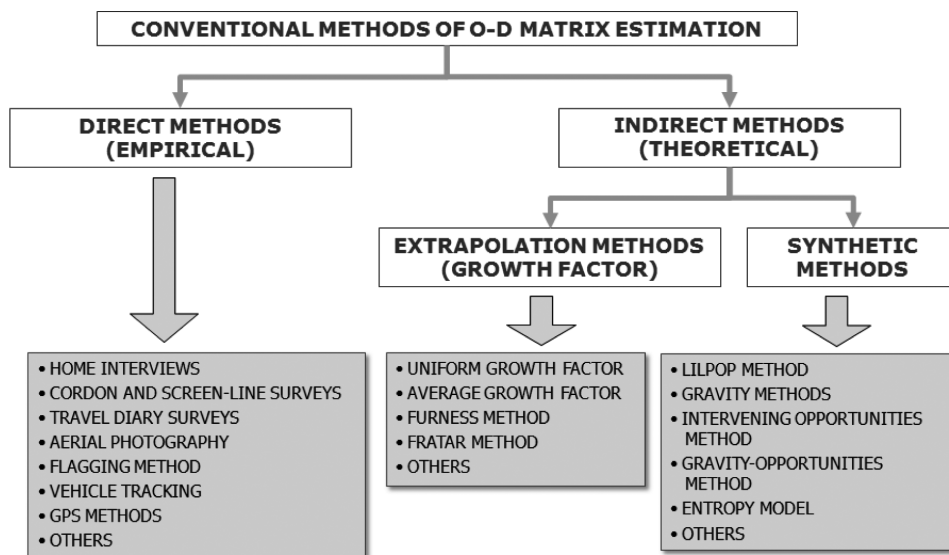 CONVENTIONAL METHODS OF O-D MATRIX ESTIMATION
DIRECT METHODS
(EMPIRICAL)
INDIRECT METHODS
(THEORETICAL)
EXTRAPOLATION METHODS
(GROWTH FACTOR)
SYNTHETIC
METHODS
• HOME INTERVIEWS
• CORDON AND SCREEN-LINE SURVEYS
• TRAVEL DIARY SURVEYS
• AERIAL PHOTOGRAPHY
• FLAGGING METHOD
• VEHICLE TRACKING
• GPS METHODS
• OTHERS
• UNIFORM GROWTH FACTOR
• AVERAGE GROWTH FACTOR
• FURNESS METHOD
• FRATAR METHOD
• OTHERS
• LILPOP METHOD
• GRAVITY METHODS
• INTERVENING OPPORTUNITIES
METHOD
• GRAVITY-OPPORTUNITIES
METHOD
• ENTROPY MODEL
• OTHERS